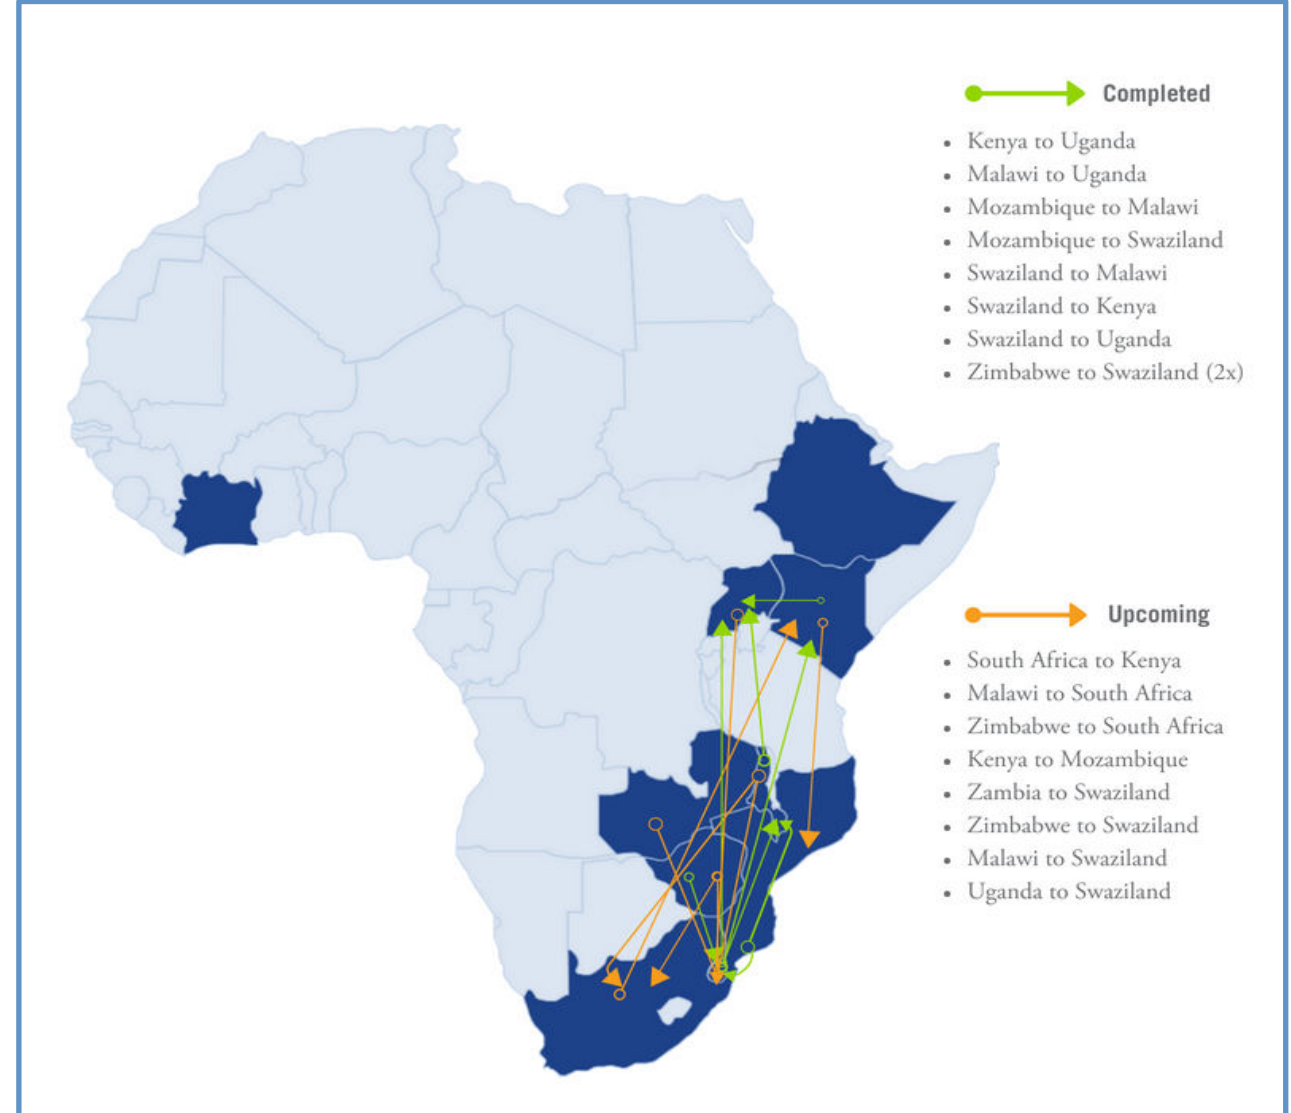 Completed
• Kenya to Uganda
• Malawi to Uganda
• Mozambique to Malawi
• Mozambique to Swaziland
• Swaziland to Malawi
• Swaziland to Kenya
• Swaziland to Uganda
• Zimbabwe to Swaziland (2x)
Upcoming
• South Africa to Kenya
• Malawi to South Africa
• Zimbabwe to South Africa
• Kenya to Mozambique
• Zambia to Swaziland
• Zimbabwe to Swaziland
• Malawi to Swaziland
• Uganda to Swaziland